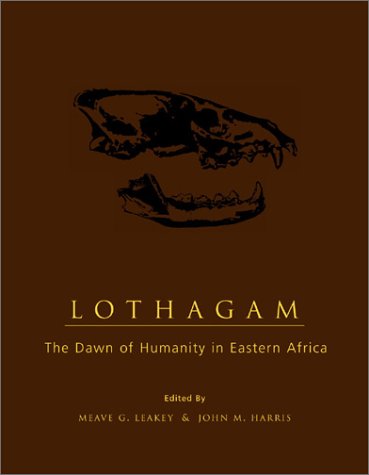 LOTHAGAM
The Dawn of Humanity in Eastern Africa
Edited By
MEAVE G. LEAKEY & JOHN M. HARRIS